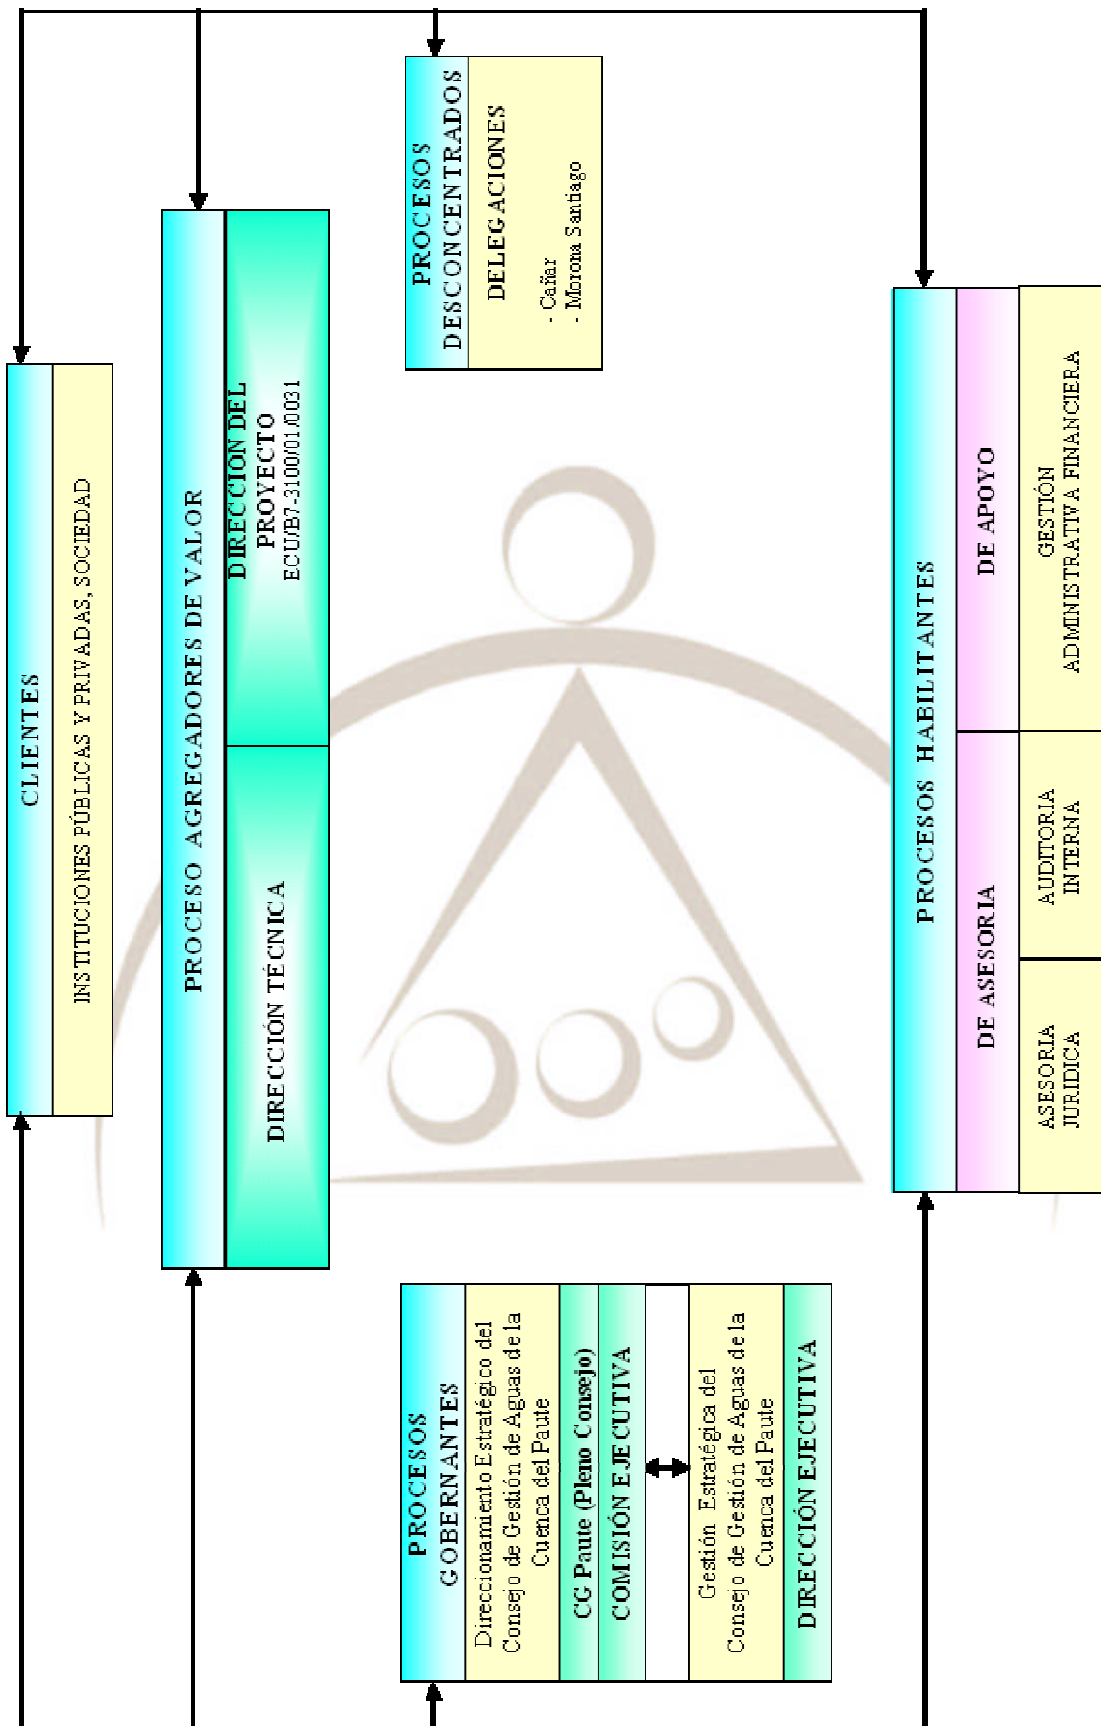 CLIENTES
INSTITUCIONES PÚBLICAS Y PRIVADAS, SOCIEDAD
PROCESO AGREGADORES DE VALOR
DIRECCIÓN TÉCNICA
DIRECCION DEL
PROYECTO
ECU/B7-3100/01/0031
PROCESOS
GOBERNANTES
Direccionamiento Estratégico del
Consejo de Gestión de Aguas de la
Cuenca del Paute
CG Paute (Pleno Consejo)
COMISIÓN EJECUTIVA
Gestión Estratégica del
Consejo de Gestión de Aguas de la
Cuenca del Paute
DIRECCIÓN EJECUTIVA
PROCESOS
DESCONCENTRADOS
DELEGACIONES
- Cañar
- Morona Santiago
PROCESOS HABILITANTES
DE ASESORIA
DE APOYO
ASESORIA
JURIDICA
AUDITORIA
INTERNA
GESTIÓN
ADMINISTRATIVA FINANCIERA